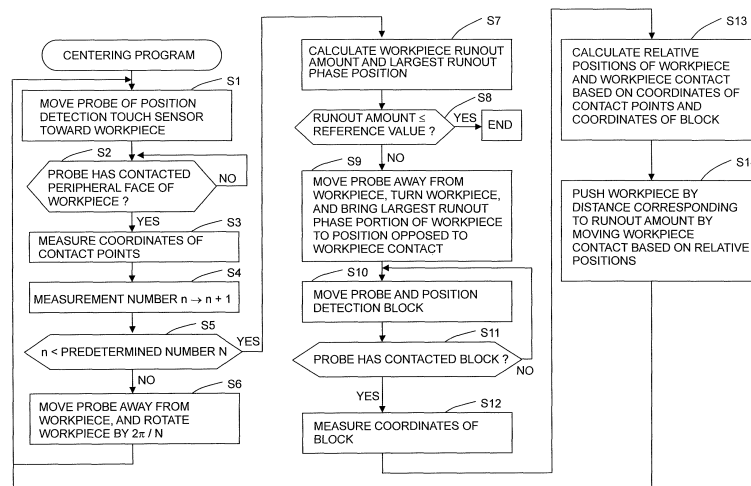 CENTERING PROGRAM
S1
MOVE PROBE OF POSITION
DETECTION TOUCH SENSOR
TOWARD WORKPIECE
S2
PROBE HAS CONTACTED
PERIPHERAL FACE OF
WORKPIECE ?
NO
YES
S3
MEASURE COORDINATES OF
CONTACT POINTS
S4
MEASUREMENT NUMBER n → n + 1
S5
n < PREDETERMINED NUMBER N
YES
NO
S6
MOVE PROBE AWAY FROM
WORKPIECE, AND ROTATE
WORKPIECE BY 2π / N
S7
CALCULATE WORKPIECE RUNOUT
AMOUNT AND LARGEST RUNOUT
PHASE POSITION
S8
RUNOUT AMOUNT ≤
REFERENCE VALUE ?
YES
END
NO
S9
MOVE PROBE AWAY FROM
WORKPIECE, TURN WORKPIECE,
AND BRING LARGEST RUNOUT
PHASE PORTION OF WORKPIECE
TO POSITION OPPOSED TO
WORKPIECE CONTACT
S10
MOVE PROBE AND POSITION
DETECTION BLOCK
S11
PROBE HAS CONTACTED BLOCK ?
NO
YES
S12
MEASURE COORDINATES OF
BLOCK
S13
CALCULATE RELATIVE
POSITIONS OF WORKPIECE
AND WORKPIECE CONTACT
BASED ON COORDINATES OF
CONTACT POINTS AND
COORDINATES OF BLOCK
PUSH WORKPIECE BY
DISTANCE CORRESPONDING
TO RUNOUT AMOUNT BY
MOVING WORKPIECE
CONTACT BASED ON RELATIVE
POSITIONS